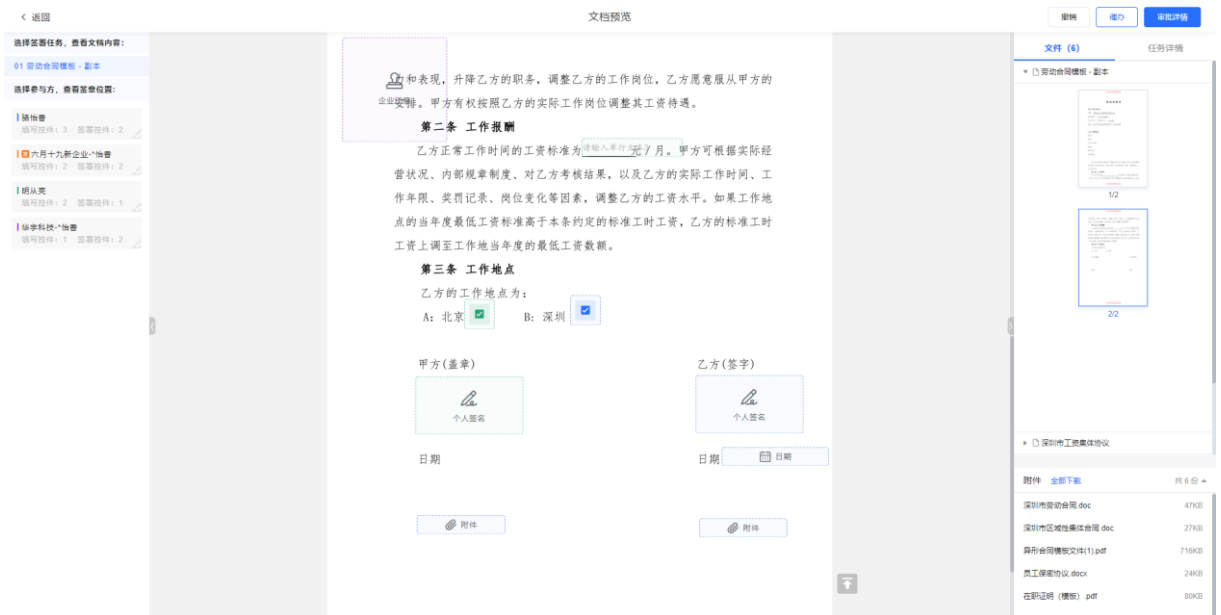 返回
文档预览
撤销
催办
审批详情
选择签署任务，查看文档内容：
01 劳动合同模板 - 副本
选择参与方，查看签章位置：
骆怡香
填写控件：3 签署控件：2
六月十九新企业-*怡香
填写控件：2 签署控件：2
明从亮
填写控件：2 签署控件：1
华宇科技-*怡香
填写控件：1 签署控件：2
力和表现，升降乙方的职务，调整乙方的工作岗位，乙方愿意服从甲方的
安排。甲方有权按照乙方的实际工作岗位调整其工资待遇。
第二条 工作报酬
乙方正常工作时间的工资标准为 元/月。甲方可根据实际经
营状况、内部规章制度、对乙方考核结果，以及乙方的实际工作时间、工
作年限、奖罚记录、岗位变化等因素，调整乙方的工资水平。如果工作地
点的当年度最低工资标准高于本条约定的标准工时工资，乙方的标准工时
工资上调至工作地当年度的最低工资数额。
第三条 工作地点
乙方的工作地点为：
A：北京 B：深圳
甲方(盖章) 乙方(签字)
个人签名 个人签名
日期 日期 日期
附件 附件
文件（6） 任务详情
劳动合同模板 - 副本
1/2
2/2
深圳市工资集体协议
附件 全部下载 共 6 份
深圳市劳动合同.doc 47KB
深圳市区域性集体合同.doc 27KB
异形合同模板文件(1).pdf 716KB
员工保密协议.docx 24KB
在职证明（模板）.pdf 80KB